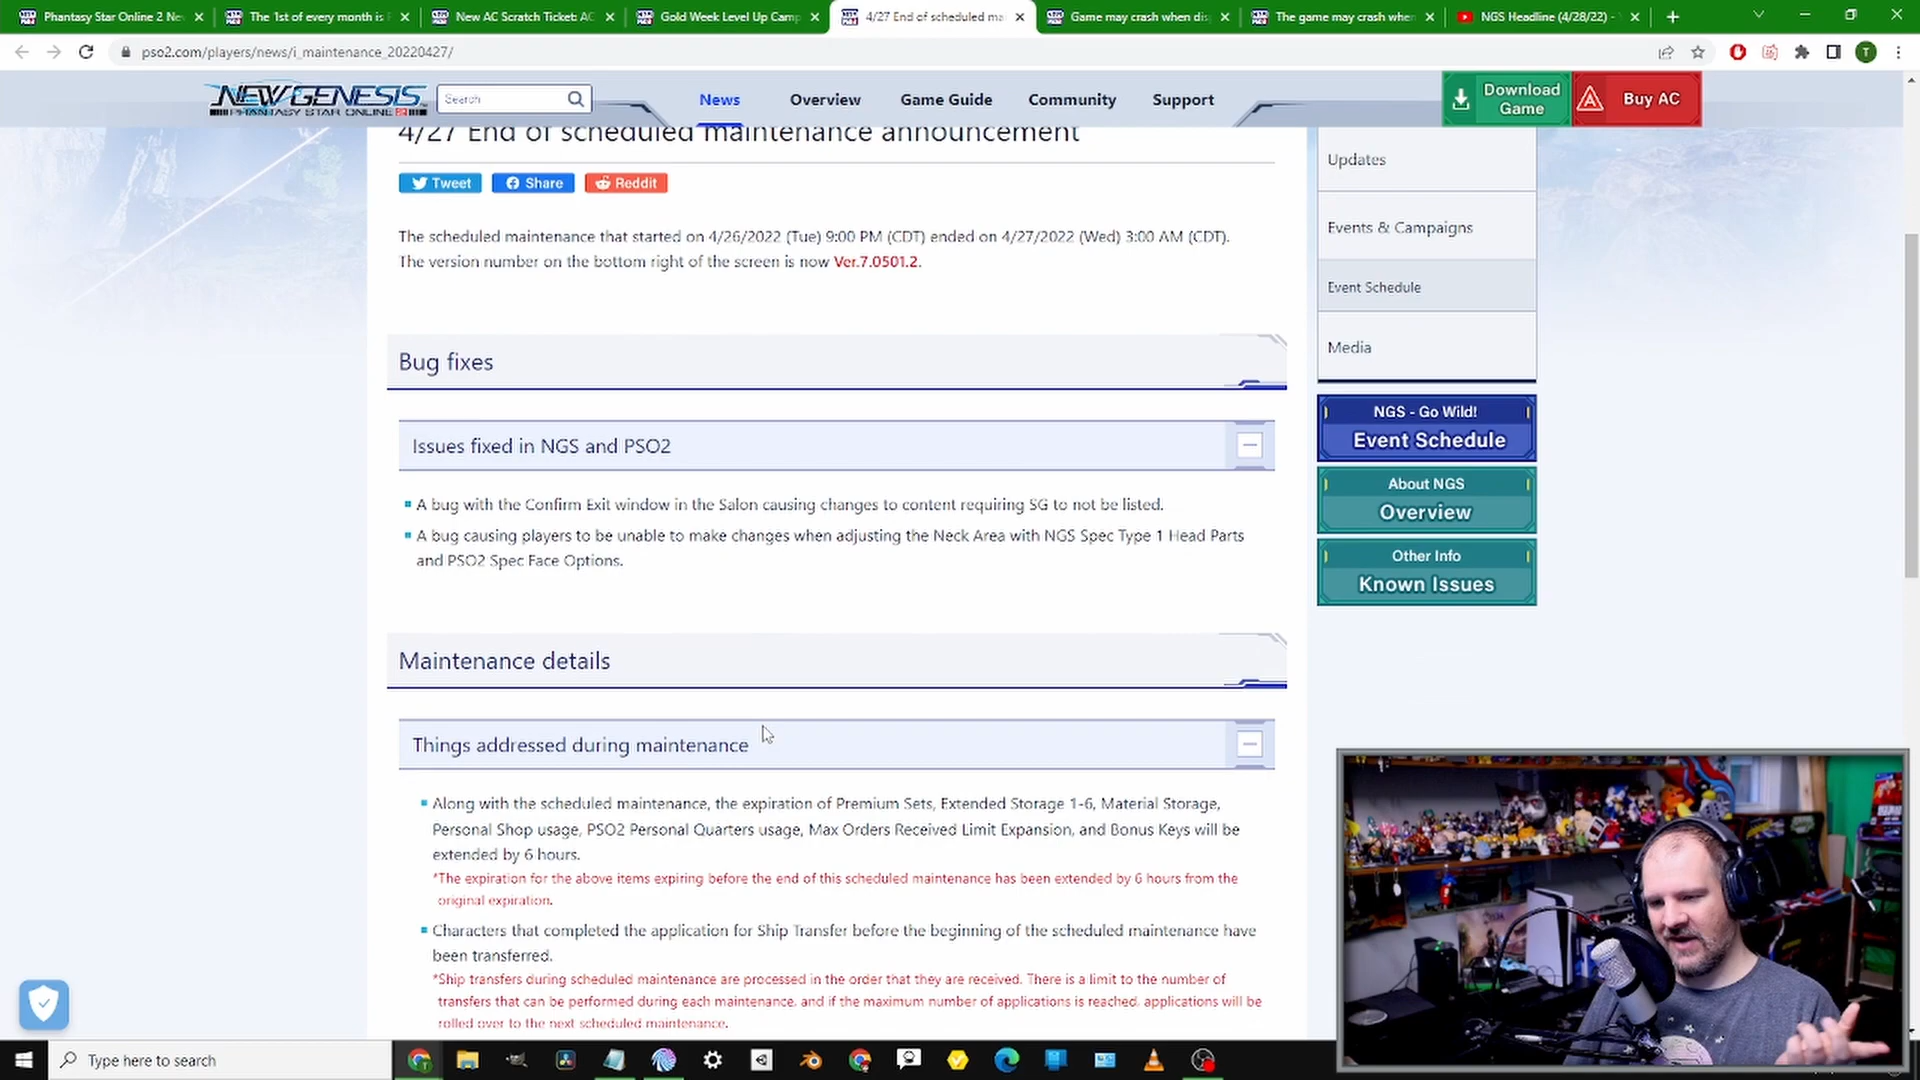 Phantasy Star Online 2 Ne
The 1st of every month is
New AC Scratch Ticket: AC
Gold Week Level Up Camp
4/27 End of scheduled ma
Game may crash when dis
The game may crash when
NGS Headline (4/28/22) -
pso2.com/players/news/i_maintenance_20220427/
T
NEW GENESIS
PHANTASY STAR ONLINE 2
Search
News
Overview
Game Guide
Community
Support
Download
Game
Buy AC
4/27 End of scheduled maintenance announcement
Tweet
Share
Reddit
The scheduled maintenance that started on 4/26/2022 (Tue) 9:00 PM (CDT) ended on 4/27/2022 (Wed) 3:00 AM (CDT).
The version number on the bottom right of the screen is now Ver.7.0501.2.
Bug fixes
Issues fixed in NGS and PSO2
A bug with the Confirm Exit window in the Salon causing changes to content requiring SG to not be listed.
A bug causing players to be unable to make changes when adjusting the Neck Area with NGS Spec Type 1 Head Parts
and PSO2 Spec Face Options.
Maintenance details
Things addressed during maintenance
Along with the scheduled maintenance, the expiration of Premium Sets, Extended Storage 1-6, Material Storage,
Personal Shop usage, PSO2 Personal Quarters usage, Max Orders Received Limit Expansion, and Bonus Keys will be
extended by 6 hours.
*The expiration for the above items expiring before the end of this scheduled maintenance has been extended by 6 hours from the
original expiration.
Characters that completed the application for Ship Transfer before the beginning of the scheduled maintenance have
been transferred.
*Ship transfers during scheduled maintenance are processed in the order that they are received. There is a limit to the number of
transfers that can be performed during each maintenance, and if the maximum number of applications is reached, applications will be
rolled over to the next scheduled maintenance.
Updates
Events & Campaigns
Event Schedule
Media
NGS - Go Wild!
Event Schedule
About NGS
Overview
Other Info
Known Issues
Type here to search